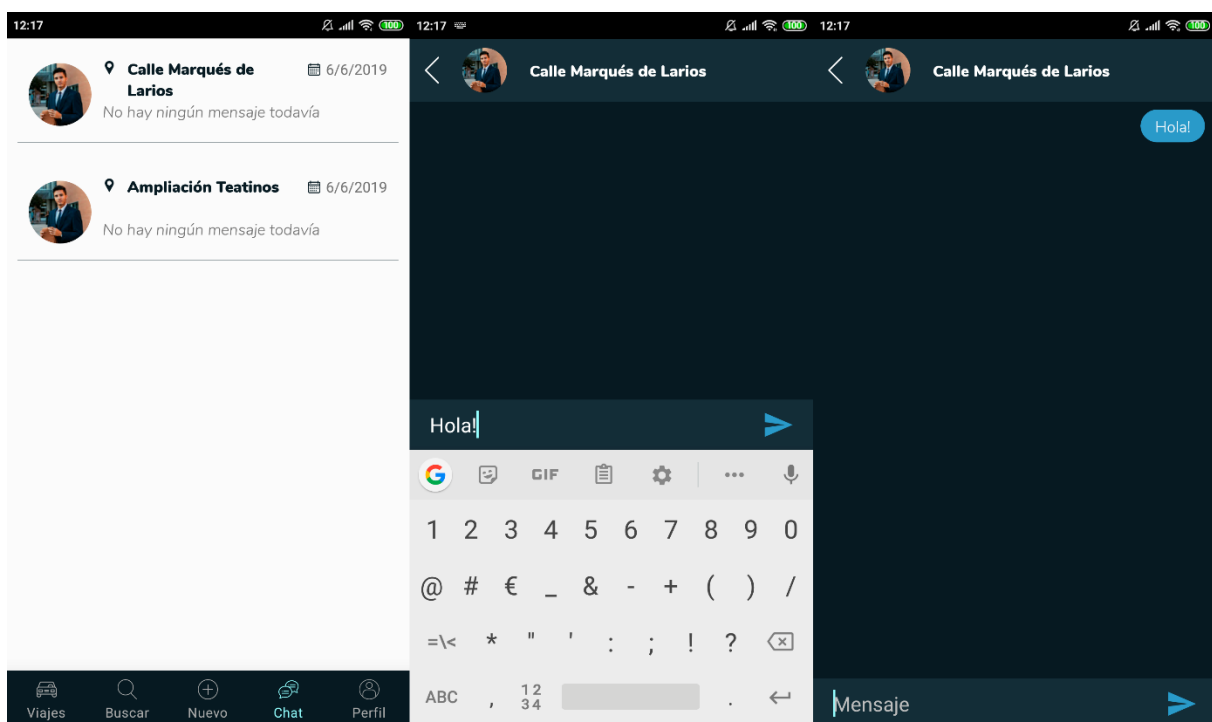 12:17
100
Calle Marqués de
Larios
6/6/2019
No hay ningún mensaje todavía
Ampliación Teatinos
6/6/2019
No hay ningún mensaje todavía
Viajes
Buscar
Nuevo
Chat
Perfil
12:17
100
Calle Marqués de Larios
Hola!
G
GIF
1 2 3 4 5 6 7 8 9 0
@ # € _ & - + ( ) /
=\< * " ' : ; ! ?
ABC , 12 .
34
12:17
100
Calle Marqués de Larios
Hola!
Mensaje